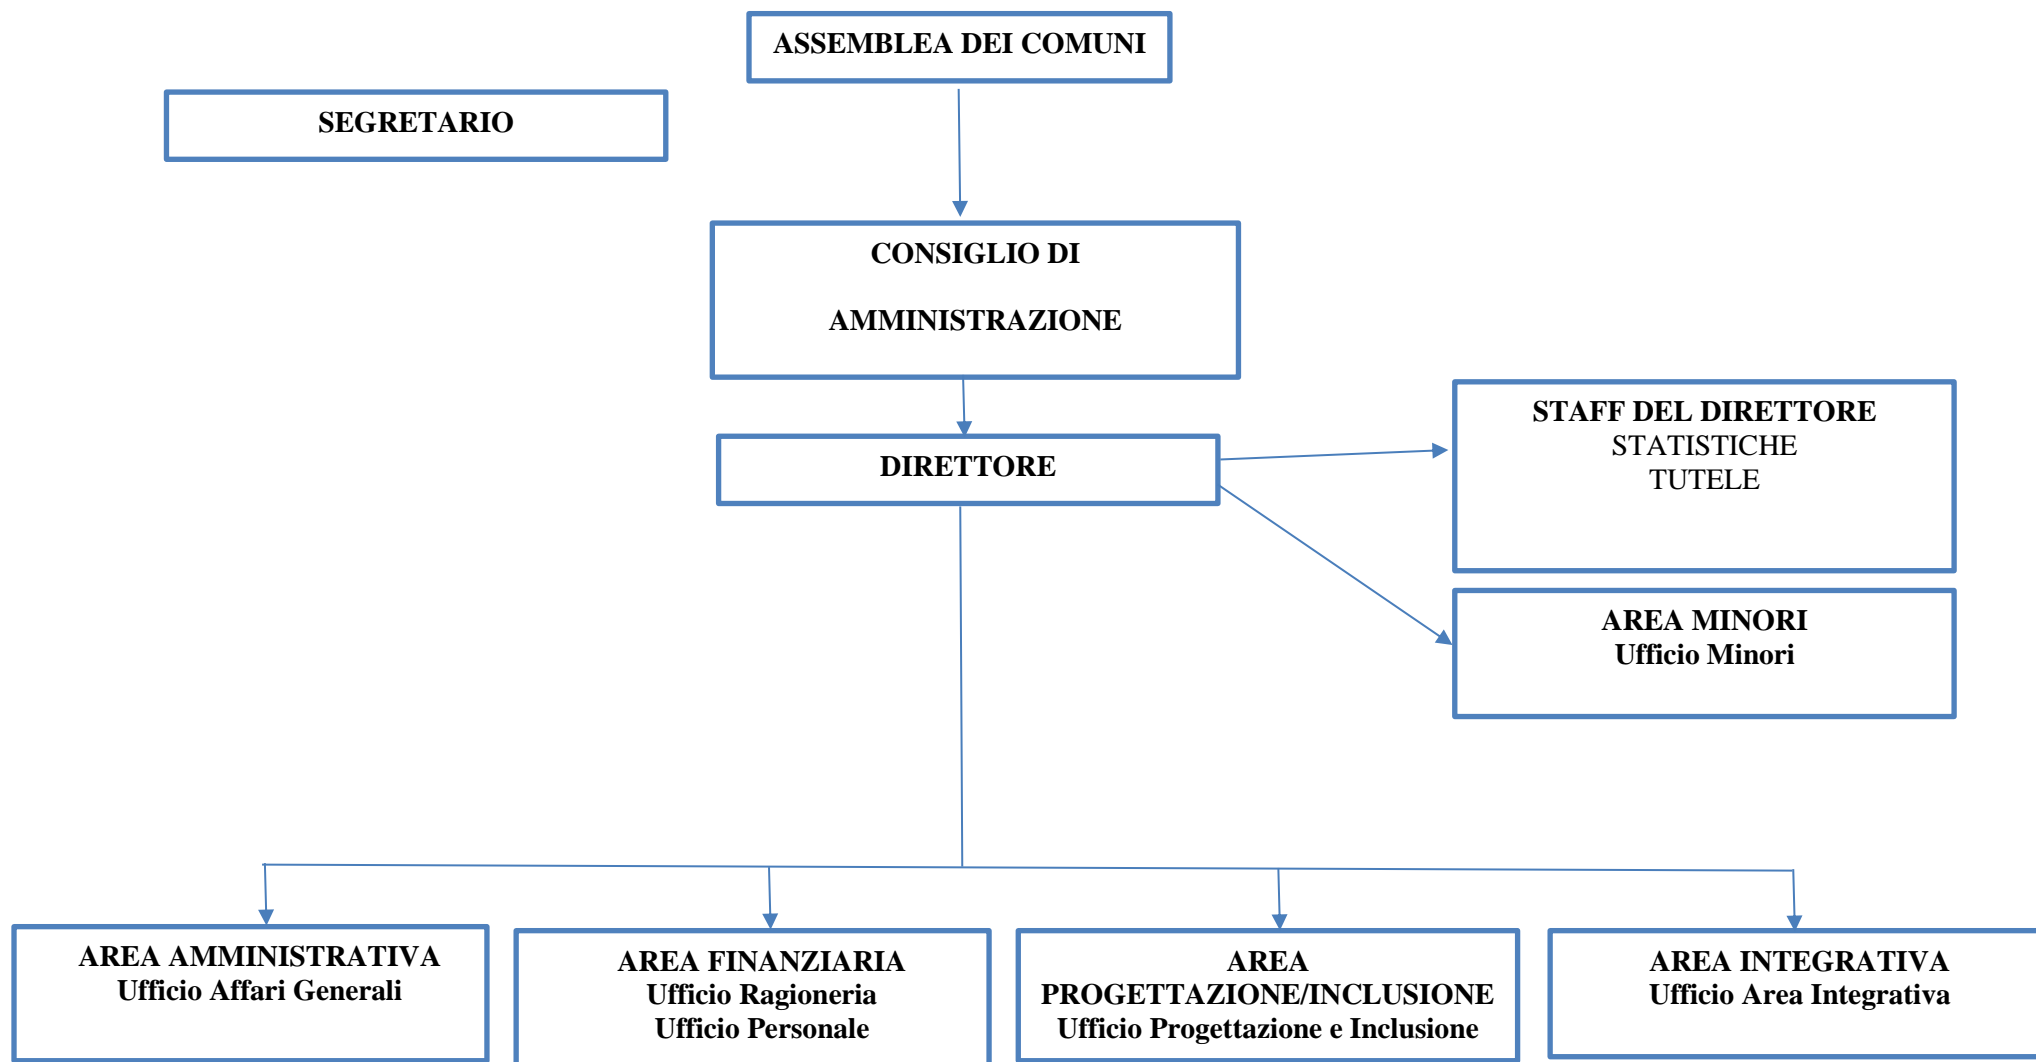 ASSEMBLEA DEI COMUNI
SEGRETARIO
CONSIGLIO DI
AMMINISTRAZIONE
DIRETTORE
STAFF DEL DIRETTORE
STATISTICHE
TUTELE
AREA MINORI
Ufficio Minori
AREA AMMINISTRATIVA
Ufficio Affari Generali
AREA FINANZIARIA
Ufficio Ragioneria
Ufficio Personale
AREA
PROGETTAZIONE/INCLUSIONE
Ufficio Progettazione e Inclusione
AREA INTEGRATIVA
Ufficio Area Integrativa